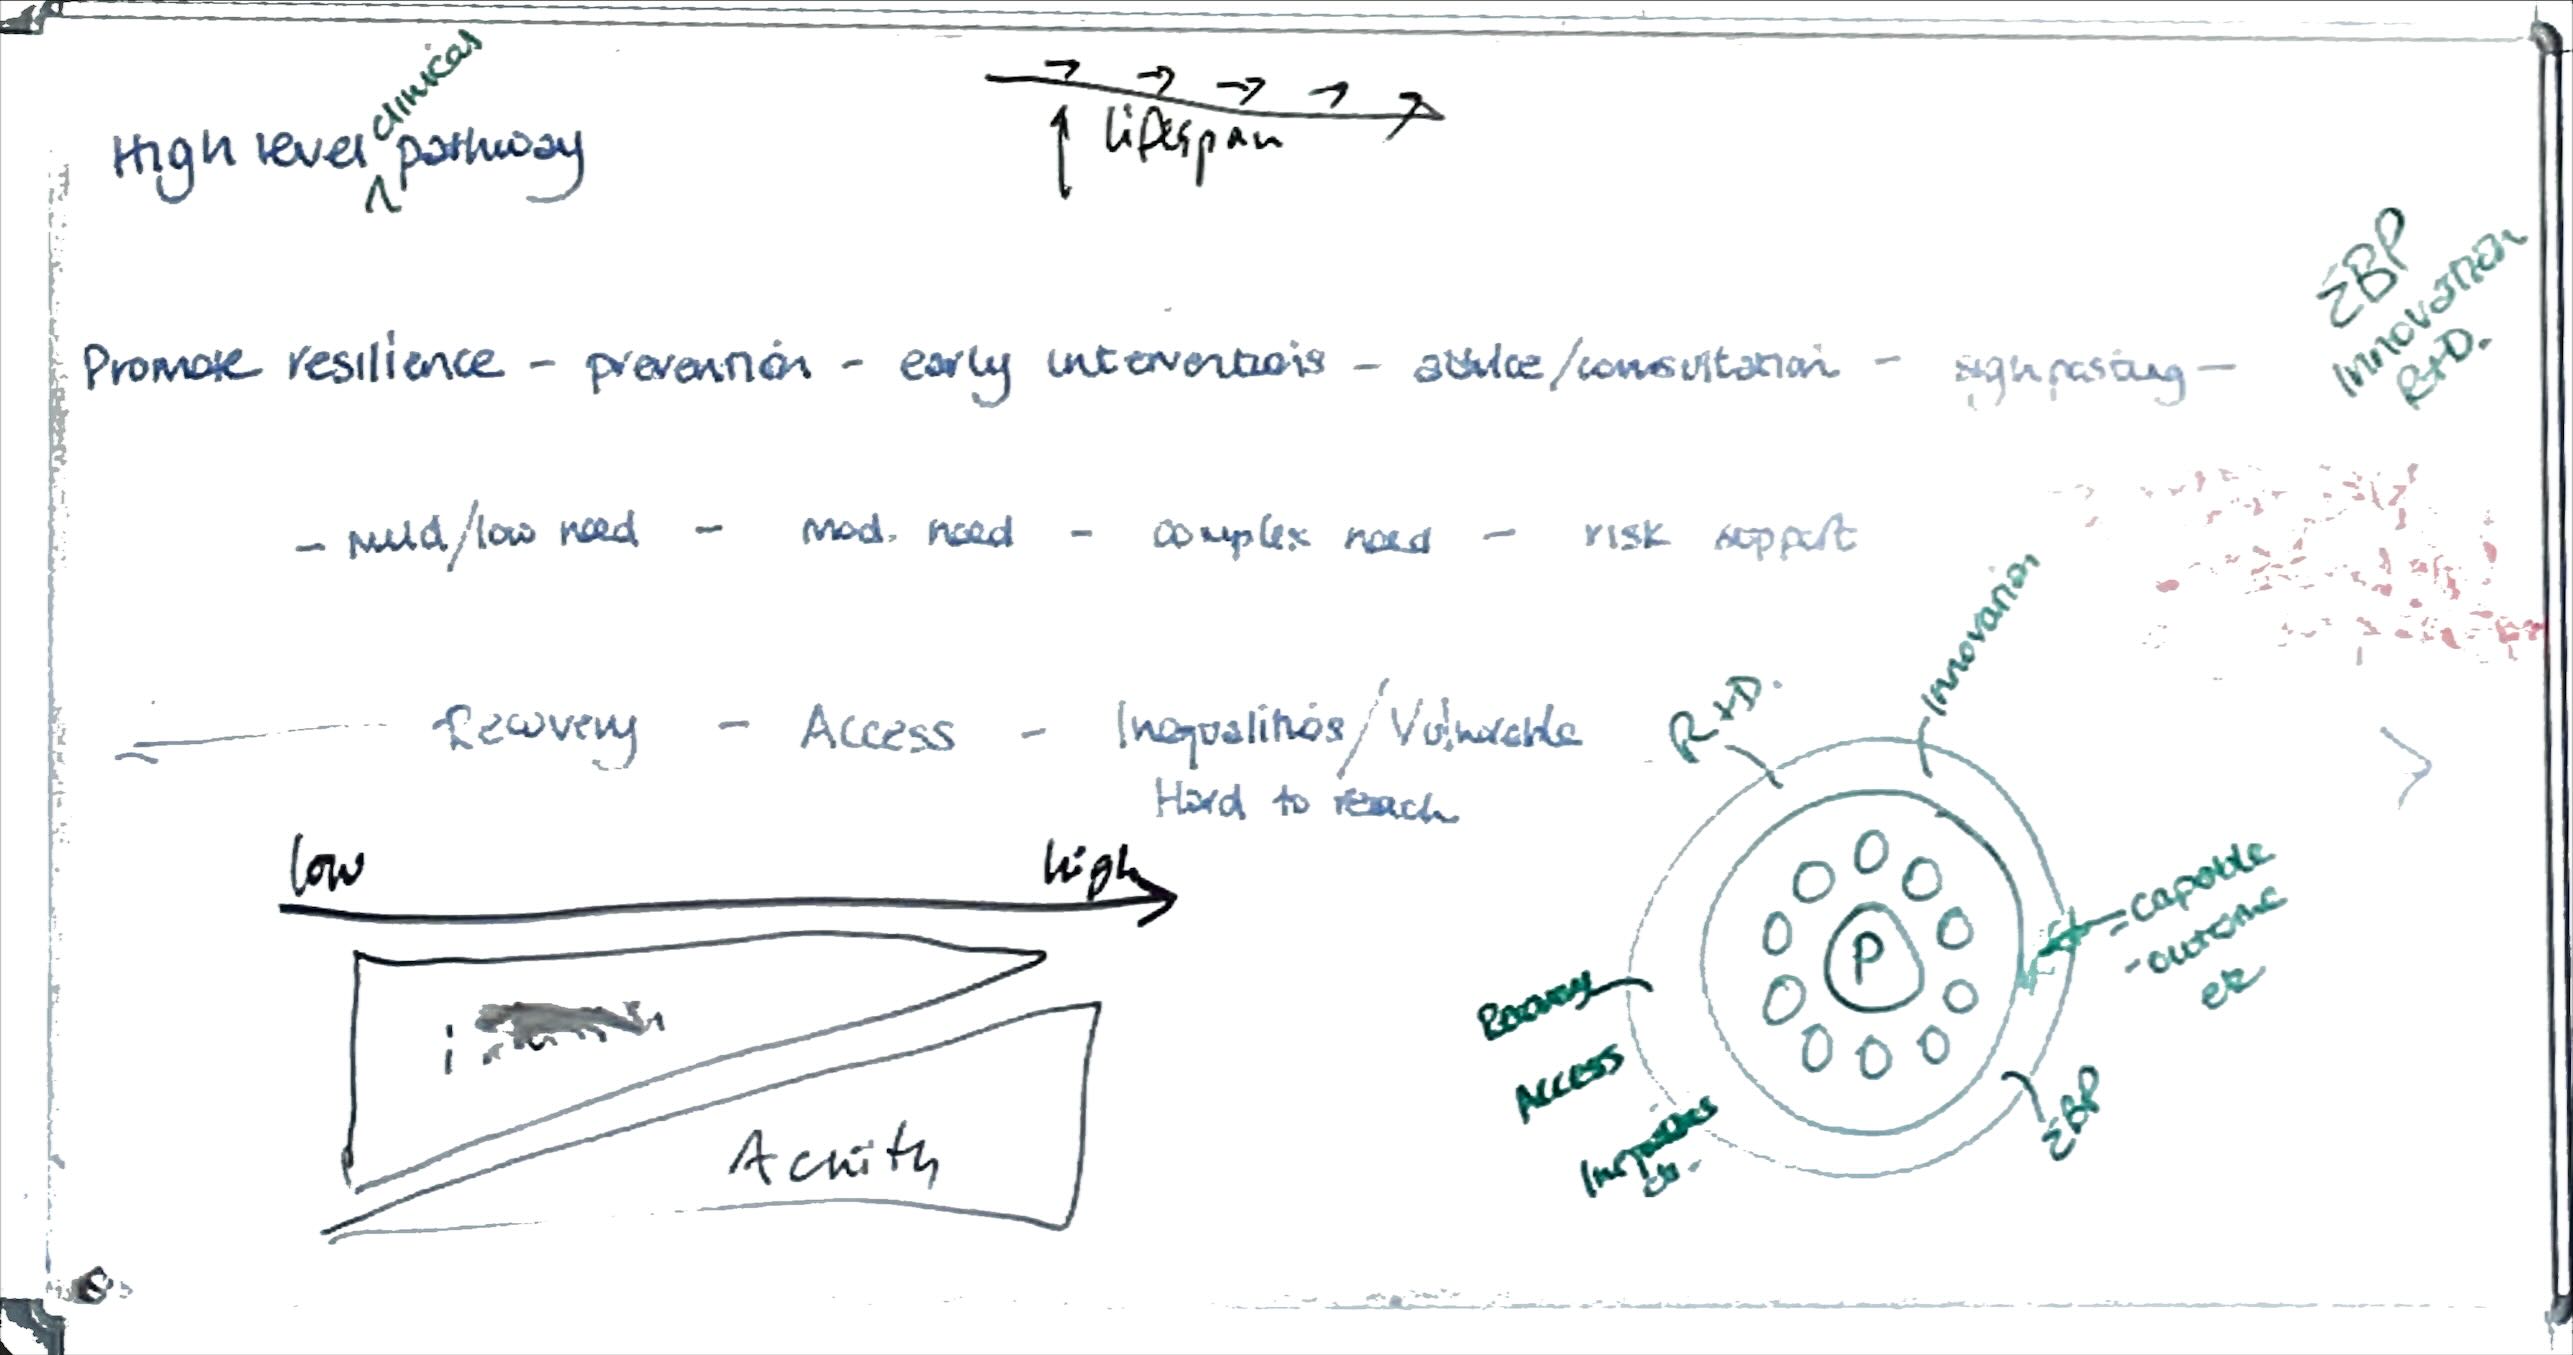 High level clinical pathway
lifespan
EBP
Innovation
R+D.
Promote resilience - prevention - early interventions - advice/consultation - signposting -
- mild/low need - mod. need - complex need - risk support
Recovery - Access - Inequalities/Vulnerable
Hard to reach
low high
i
Acuity
R+D.
Innovation
P
- capable
- outcome
etc
EBP
Recovery
Access
Inequalities
etc.